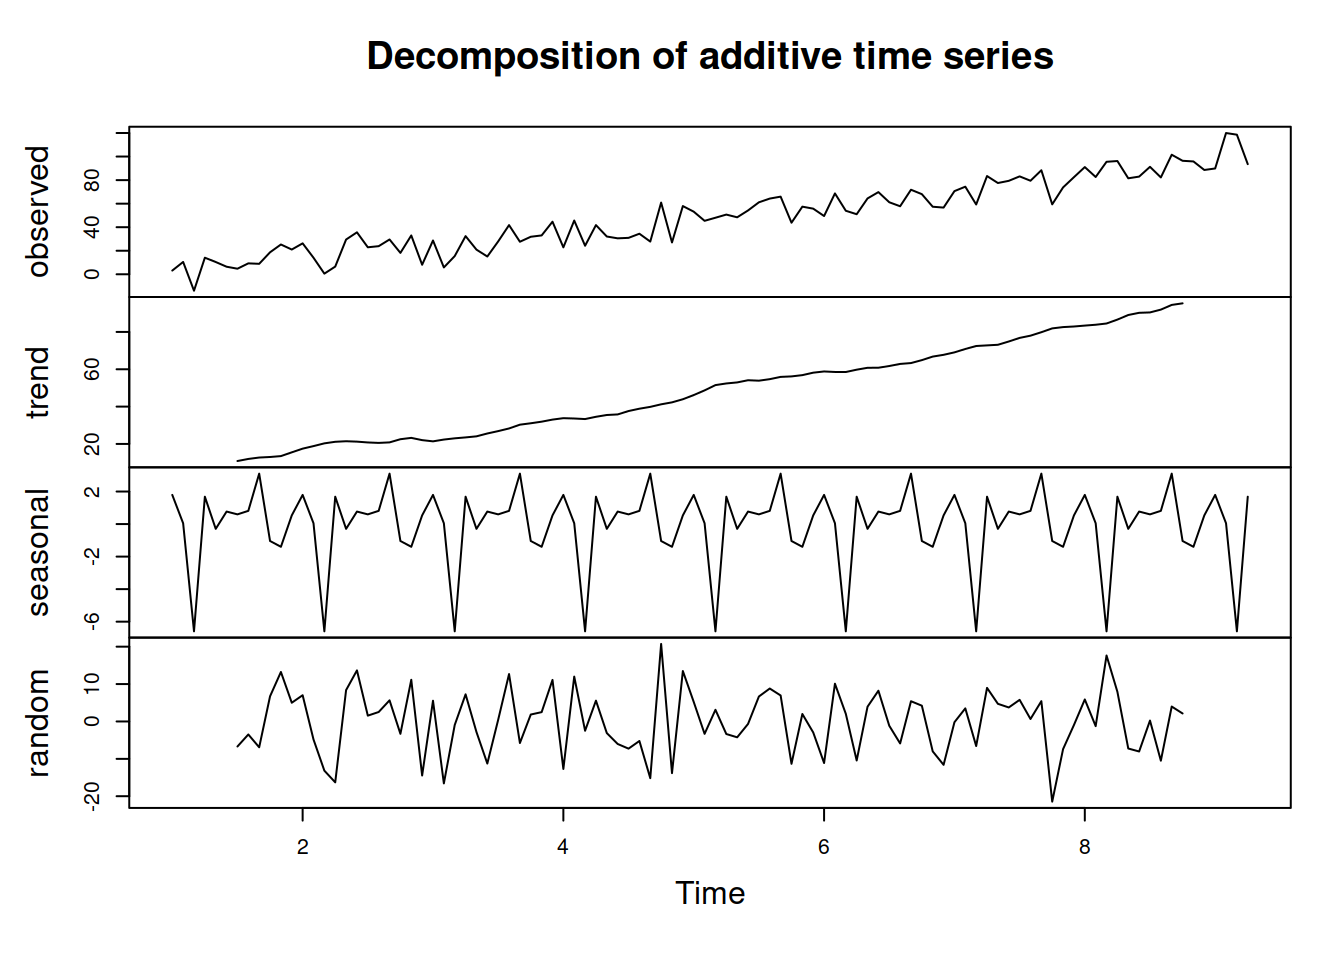 Decomposition of additive time series
observed
0 40 80
trend
20 60
seasonal
-6 -2 2
random
-20 0 10
2 4 6 8
Time